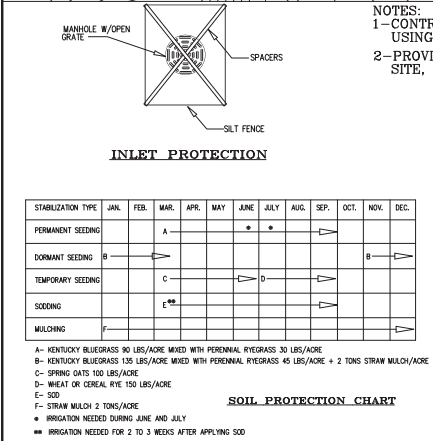 MANHOLE W/OPEN
GRATE
SPACERS
SILT FENCE
INLET PROTECTION
NOTES:
1-CONTR
USING
2-PROVI
SITE,
STABILIZATION TYPE JAN. FEB. MAR. APR. MAY JUNE JULY AUG. SEP. OCT. NOV. DEC.
PERMANENT SEEDING A * *
DORMANT SEEDING B B
TEMPORARY SEEDING C D
SODDING E **
MULCHING F
A- KENTUCKY BLUEGRASS 90 LBS/ACRE MIXED WITH PERENNIAL RYEGRASS 30 LBS/ACRE
B- KENTUCKY BLUEGRASS 135 LBS/ACRE MIXED WITH PERENNIAL RYEGRASS 45 LBS/ACRE + 2 TONS STRAW MULCH/ACRE
C- SPRING OATS 100 LBS/ACRE
D- WHEAT OR CEREAL RYE 150 LBS/ACRE
E- SOD
F- STRAW MULCH 2 TONS/ACRE
* IRRIGATION NEEDED DURING JUNE AND JULY
** IRRIGATION NEEDED FOR 2 TO 3 WEEKS AFTER APPLYING SOD
SOIL PROTECTION CHART